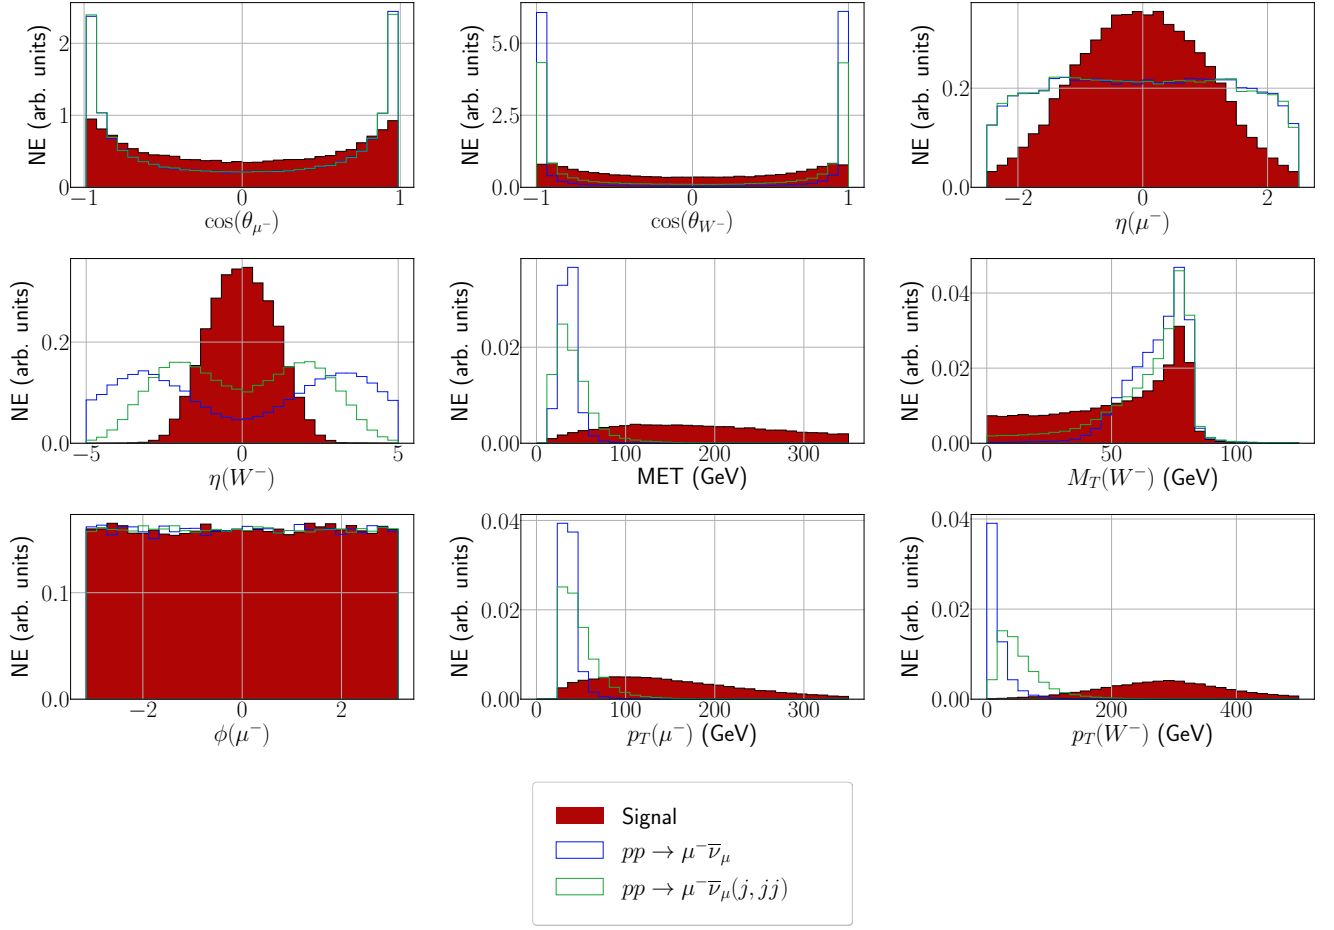 NE (arb. units)
2
1
0
−1
0
1
cos(θ_{μ^-})
NE (arb. units)
5.0
2.5
0.0
−1
0
1
cos(θ_{W^-})
NE (arb. units)
0.2
0
−2
0
2
η(μ^-)
NE (arb. units)
0.2
0.0
−5
0
5
η(W^-)
NE (arb. units)
0.02
0.00
0
100
200
300
MET (GeV)
NE (arb. units)
0.04
0.02
0.00
0
50
100
M_T(W^-) (GeV)
NE (arb. units)
0.1
0.0
−2
0
2
ϕ(μ^-)
NE (arb. units)
0.04
0.02
0.00
0
100
200
300
p_T(μ^-) (GeV)
NE (arb. units)
0.04
0.02
0.00
0
200
400
p_T(W^-) (GeV)
Signal
pp → μ^-ν̅_μ
pp → μ^-ν̅_μ(j, jj)